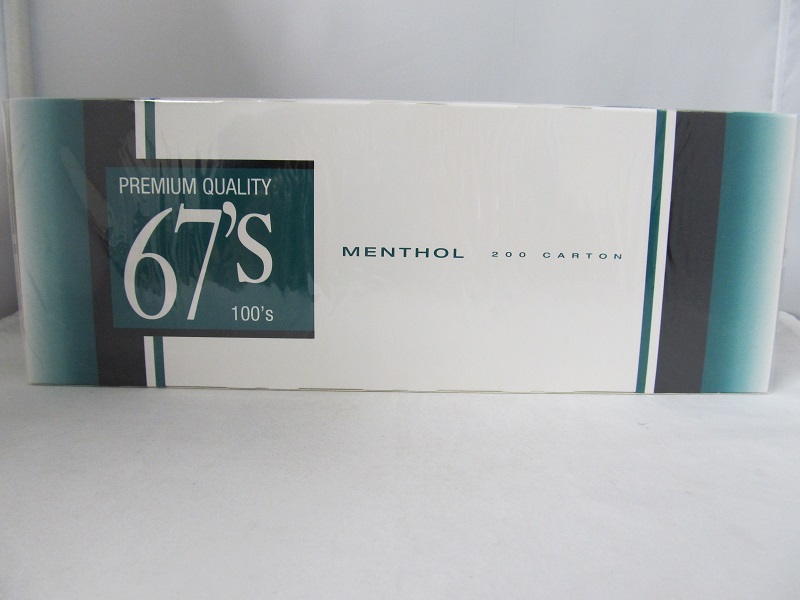 PREMIUM QUALITY
67's
100's
MENTHOL 200 CARTON